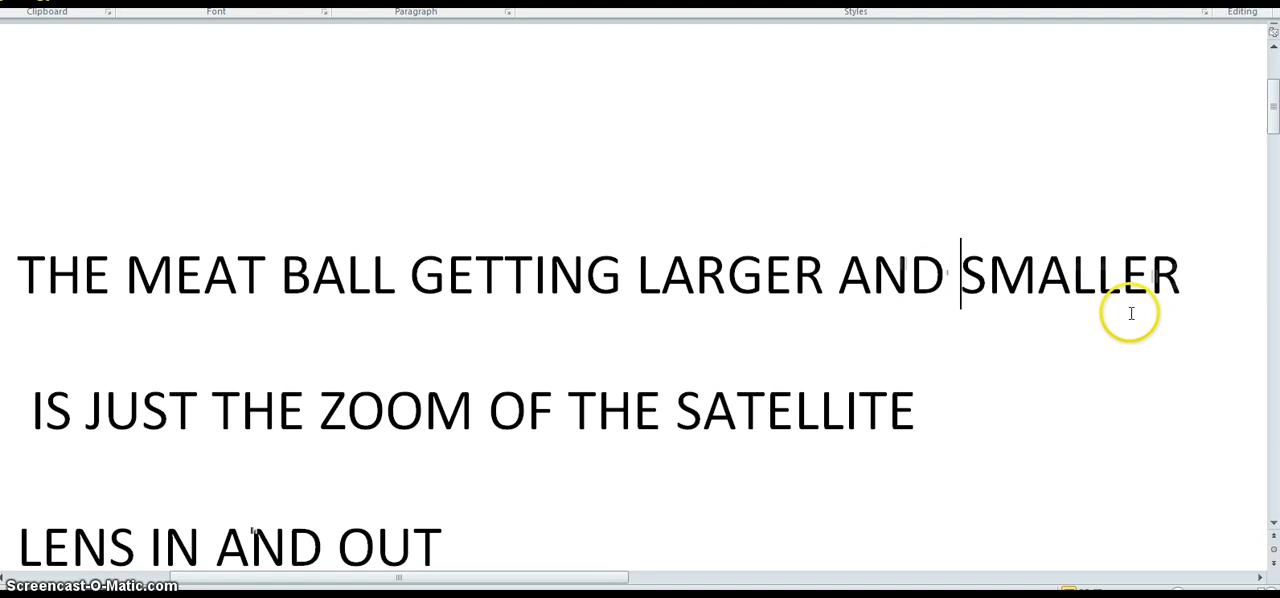 Clipboard Font Paragraph Styles Editing
THE MEAT BALL GETTING LARGER AND SMALLER
IS JUST THE ZOOM OF THE SATELLITE
LENS IN AND OUT
Screencast-O-Matic.com